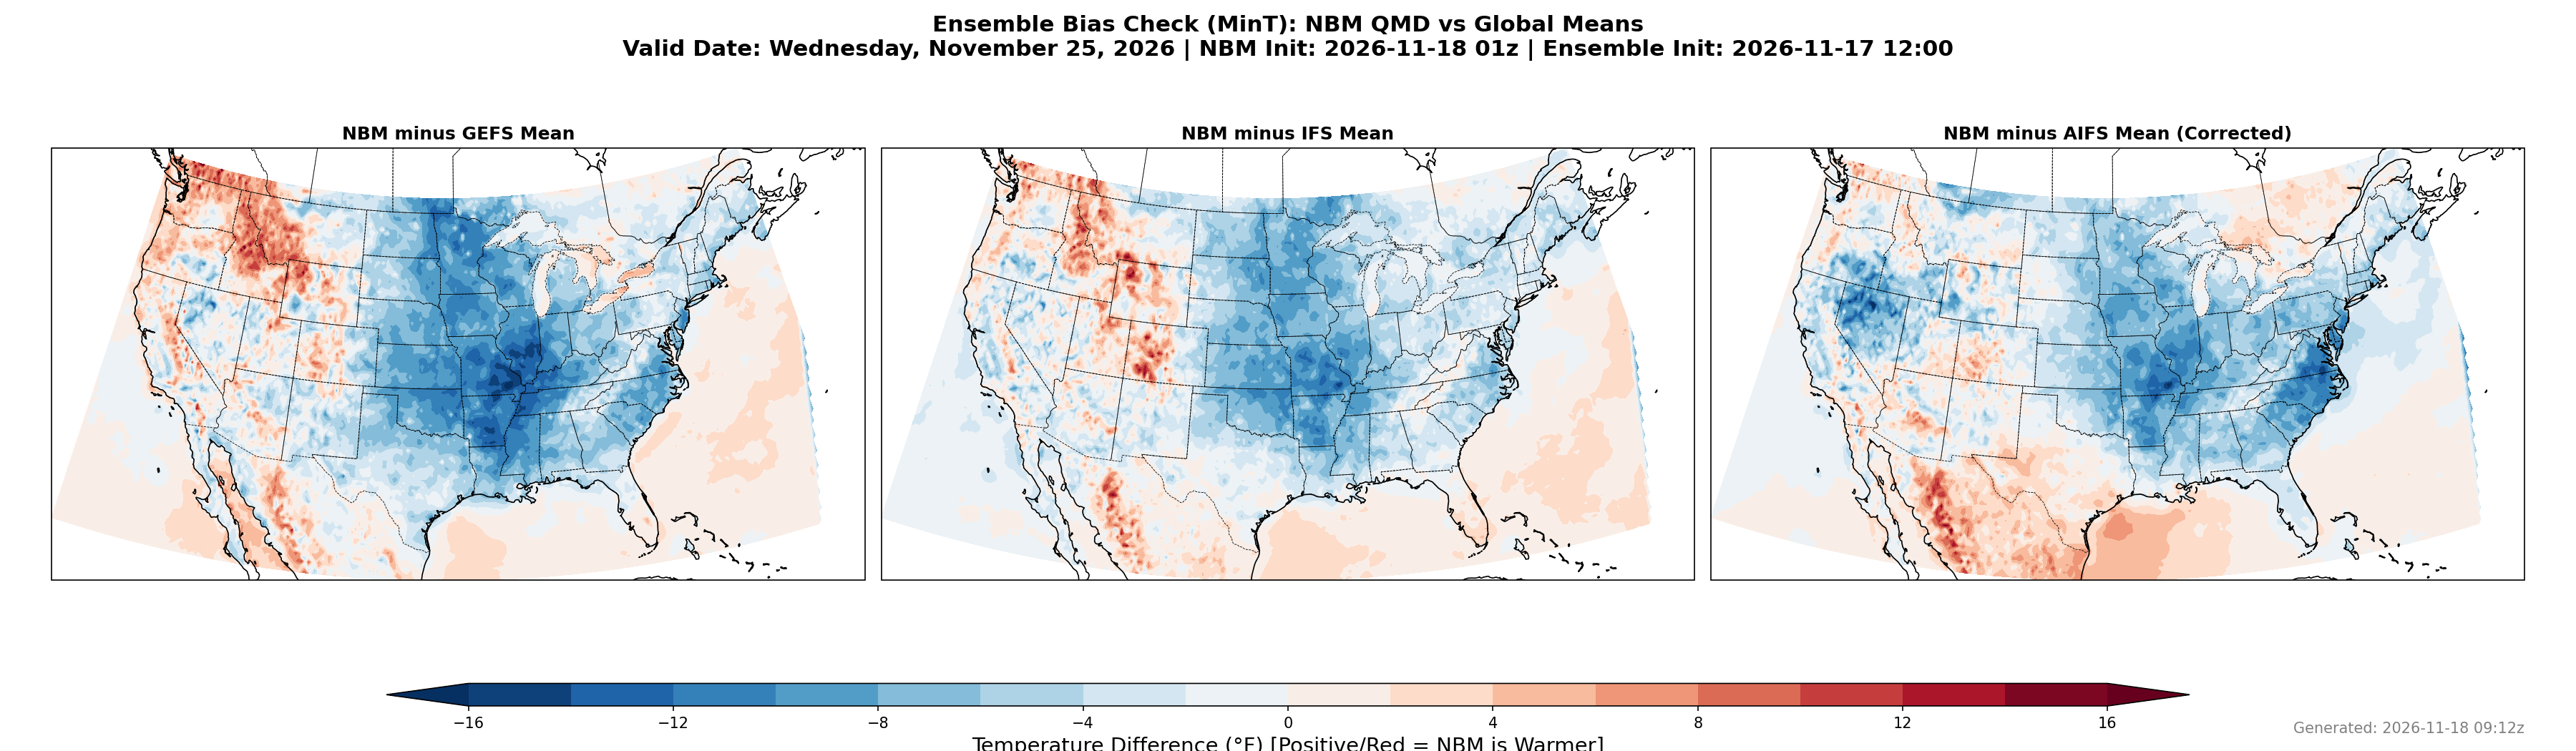 Ensemble Bias Check (MinT): NBM QMD vs Global Means
Valid Date: Wednesday, November 25, 2026 | NBM Init: 2026-11-18 01z | Ensemble Init: 2026-11-17 12:00
NBM minus GEFS Mean
NBM minus IFS Mean
NBM minus AIFS Mean (Corrected)
−16
−12
−8
−4
0
4
8
12
16
Temperature Difference (°F) [Positive/Red = NBM is Warmer]
Generated: 2026-11-18 09:12z